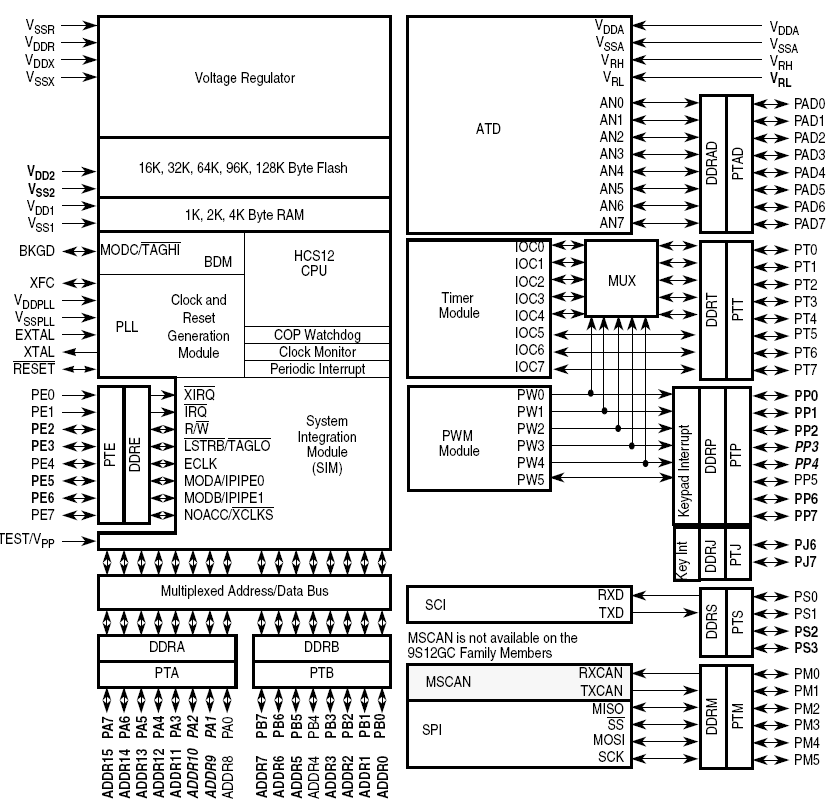 VSSR
VDDR
VDDX
VSSX
Voltage Regulator
VDD2
VSS2
VDD1
VSS1
16K, 32K, 64K, 96K, 128K Byte Flash
1K, 2K, 4K Byte RAM
BKGD
XFC
VDDPLL
VSSPLL
EXTAL
XTAL
RESET
MODC/TAGHI
BDM
PLL
Clock and
Reset
Generation
Module
HCS12
CPU
COP Watchdog
Clock Monitor
Periodic Interrupt
PE0
PE1
PE2
PE3
PE4
PE5
PE6
PE7
TEST/VPP
PTE
DDRE
XIRQ
IRQ
R/W
LSTRB/TAGLO
ECLK
MODA/IPIPE0
MODB/IPIPE1
NOACC/XCLKS
System
Integration
Module
(SIM)
Multiplexed Address/Data Bus
DDRA
PTA
DDRB
PTB
PA7
PA6
PA5
PA4
PA3
PA2
PA1
PA0
PB7
PB6
PB5
PB4
PB3
PB2
PB1
PB0
ADDR15
ADDR14
ADDR13
ADDR12
ADDR11
ADDR10
ADDR9
ADDR8
ADDR7
ADDR6
ADDR5
ADDR4
ADDR3
ADDR2
ADDR1
ADDR0
ATD
VDDA
VSSA
VRH
VRL
AN0
AN1
AN2
AN3
AN4
AN5
AN6
AN7
DDRAD
PTAD
VDDA
VSSA
VRH
VRL
PAD0
PAD1
PAD2
PAD3
PAD4
PAD5
PAD6
PAD7
Timer
Module
IOC0
IOC1
IOC2
IOC3
IOC4
IOC5
IOC6
IOC7
MUX
DDRT
PTT
PT0
PT1
PT2
PT3
PT4
PT5
PT6
PT7
PWM
Module
PW0
PW1
PW2
PW3
PW4
PW5
Keypad Interrupt
DDRP
PTP
PP0
PP1
PP2
PP3
PP4
PP5
PP6
PP7
Key Int
DDRJ
PTJ
PJ6
PJ7
SCI
RXD
TXD
DDRS
PTS
PS0
PS1
PS2
PS3
MSCAN is not available on the
9S12GC Family Members
MSCAN
RXCAN
TXCAN
SPI
MISO
SS
MOSI
SCK
DDRM
PTM
PM0
PM1
PM2
PM3
PM4
PM5